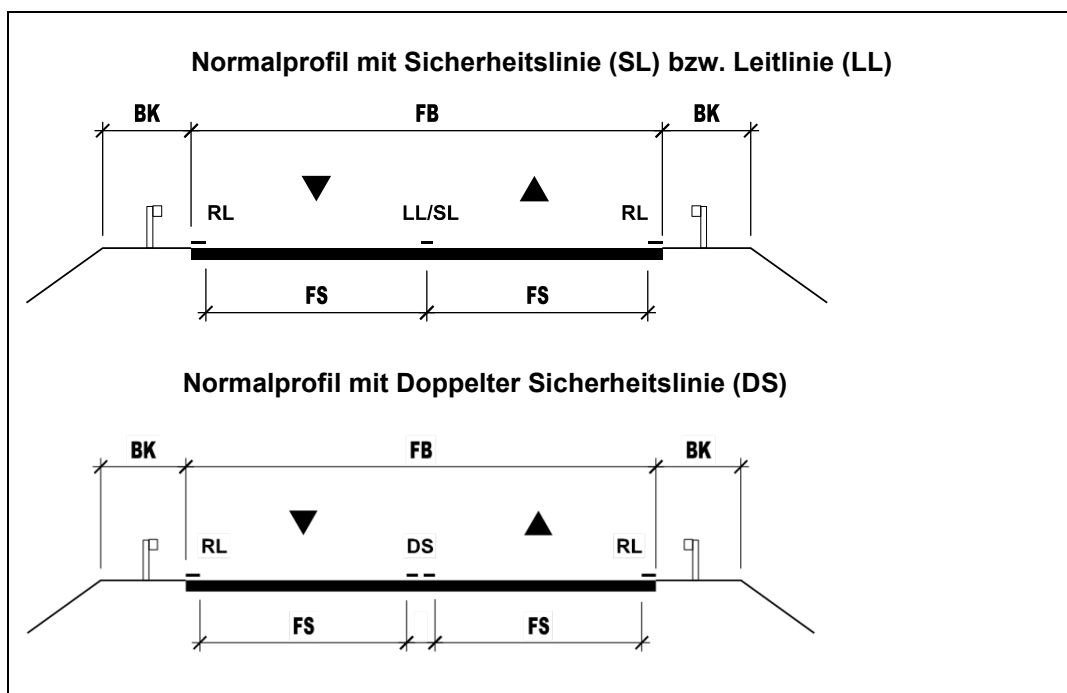 Normalprofil mit Sicherheitslinie (SL) bzw. Leitlinie (LL)
BK FB BK
RL LL/SL RL
FS FS
Normalprofil mit Doppelter Sicherheitslinie (DS)
BK FB BK
RL DS RL
FS FS